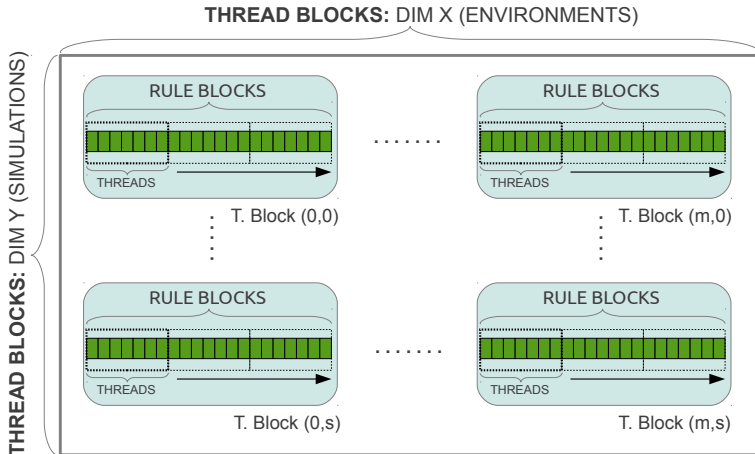 THREAD BLOCKS: DIM X (ENVIRONMENTS)
THREAD BLOCKS: DIM Y (SIMULATIONS)
RULE BLOCKS
THREADS
T. Block (0,0)
.......
RULE BLOCKS
THREADS
T. Block (m,0)
RULE BLOCKS
THREADS
T. Block (0,s)
.......
RULE BLOCKS
THREADS
T. Block (m,s)